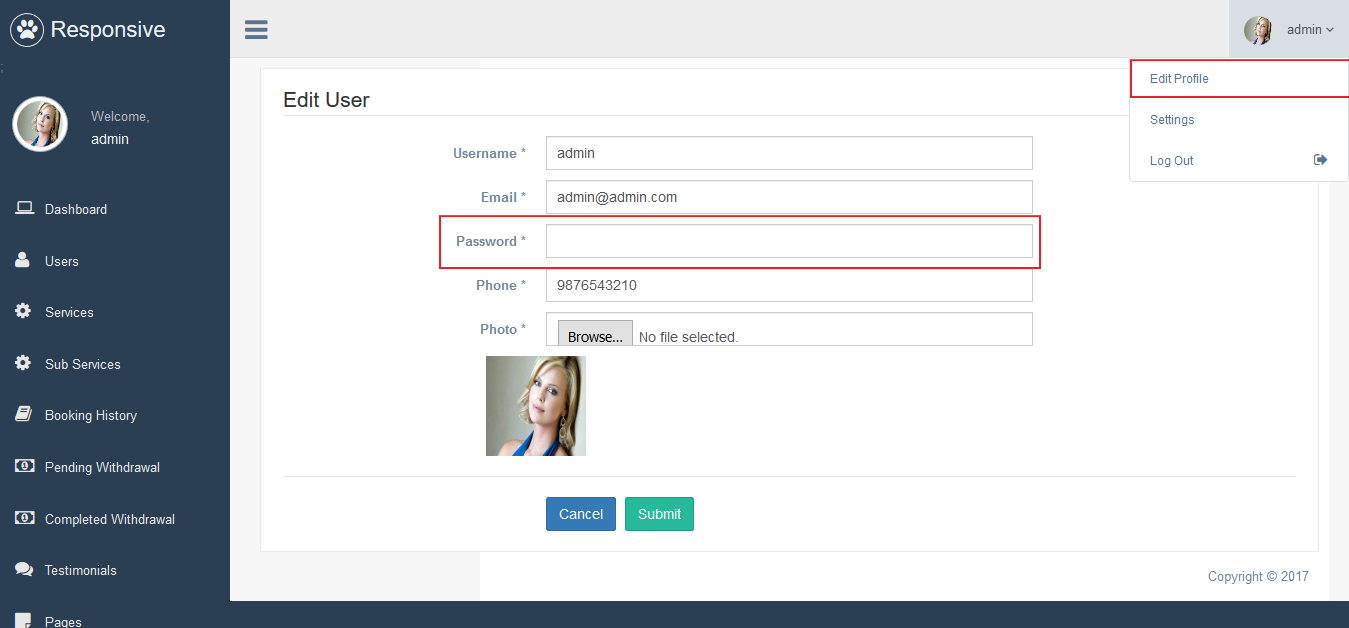 Responsive
admin
;
Welcome,
admin
Dashboard
Users
Services
Sub Services
Booking History
Pending Withdrawal
Completed Withdrawal
Testimonials
Pages
Edit Profile
Settings
Log Out
Edit User
Username * admin
Email * admin@admin.com
Password *
Phone * 9876543210
Photo * Browse... No file selected.
Cancel Submit
Copyright © 2017